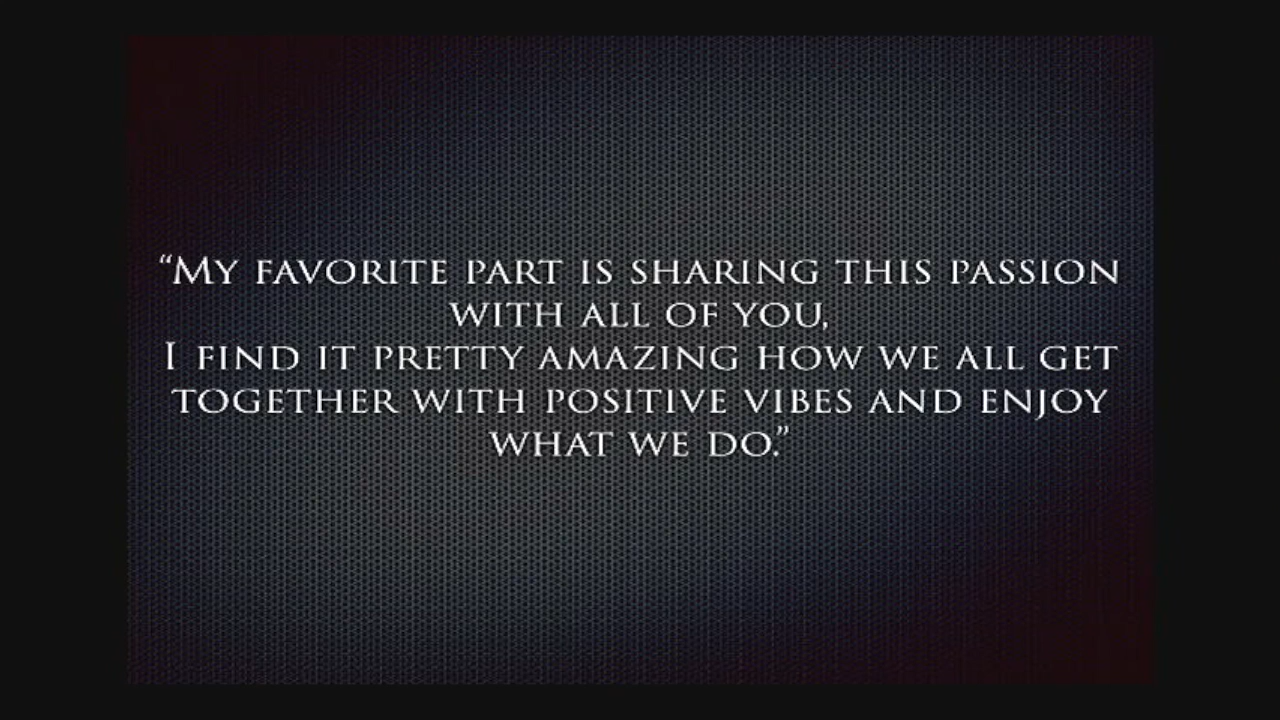 “My favorite part is sharing this passion
with all of you,
I find it pretty amazing how we all get
together with positive vibes and enjoy
what we do.”